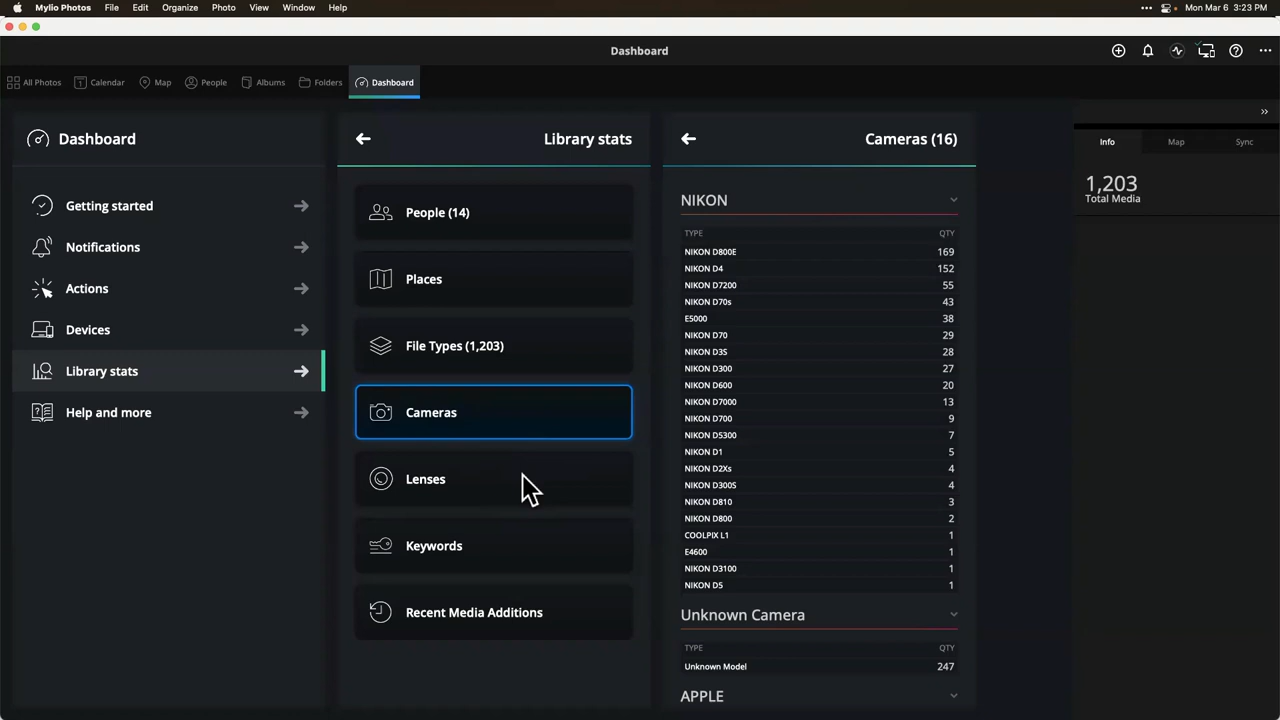 Mylio Photos File Edit Organize Photo View Window Help Mon Mar 6 3:23 PM
Dashboard
All Photos Calendar Map People Albums Folders Dashboard
Dashboard
Getting started
Notifications
Actions
Devices
Library stats
Help and more
Library stats
People (14)
Places
File Types (1,203)
Cameras
Lenses
Keywords
Recent Media Additions
Cameras (16)
NIKON
TYPE QTY
NIKON D800E 169
NIKON D4 152
NIKON D7200 55
NIKON D70s 43
E5000 38
NIKON D70 29
NIKON D3S 28
NIKON D300 27
NIKON D600 20
NIKON D7000 13
NIKON D700 9
NIKON D5300 7
NIKON D1 5
NIKON D2Xs 4
NIKON D300S 4
NIKON D810 3
NIKON D800 2
COOLPIX L1 1
E4600 1
NIKON D3100 1
NIKON D5 1
Unknown Camera
TYPE QTY
Unknown Model 247
APPLE
Info Map Sync
1,203
Total Media